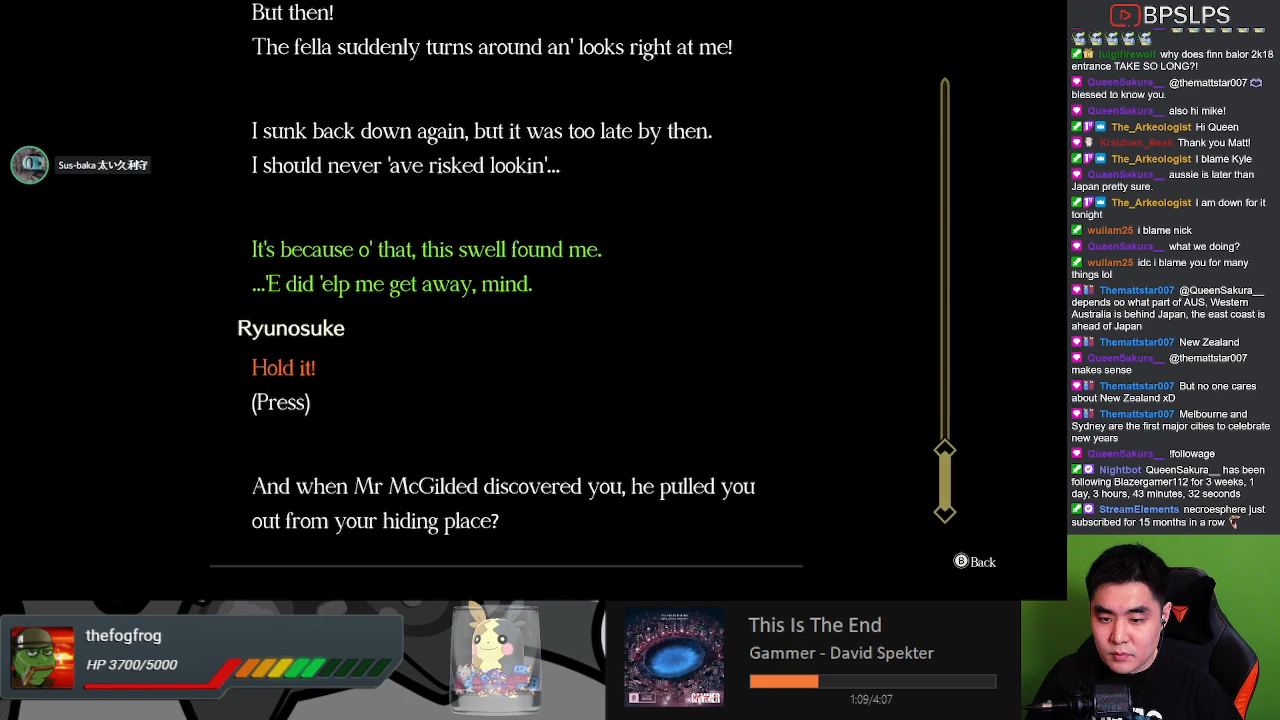 But then!
The fella suddenly turns around an' looks right at me!
I sunk back down again, but it was too late by then.
I should never 'ave risked lookin'...
It's because o' that, this swell found me.
...'E did 'elp me get away, mind.
Ryunosuke
Hold it!
(Press)
And when Mr McGilded discovered you, he pulled you
out from your hiding place?
B Back
Sus-baka 太い久利守
thefogfrog
HP 3700/5000
This Is The End
Gammer - David Spekter
1:09/4:07
BPSLPS
luigifirewolf why does finn balor 2k18
entrance TAKE SO LONG?!
QueenSakura__ @themattstar007
blessed to know you.
QueenSakura__ also hi mike!
The_Arkeologist Hi Queen
Thank you Matt!
The_Arkeologist I blame Kyle
QueenSakura__ aussie is later than
Japan pretty sure.
The_Arkeologist I am down for it
tonight
wullam25 i blame nick
QueenSakura__ what we doing?
wullam25 idc i blame you for many
things lol
Themattstar007 @QueenSakura__
depends oo what part of AUS, Western
Australia is behind Japan, the east coast is
ahead of Japan
Themattstar007 New Zealand
QueenSakura__ @themattstar007
makes sense
Themattstar007 But no one cares
about New Zealand xD
Themattstar007 Melbourne and
Sydney are the first major cities to celebrate
new years
QueenSakura__ !followage
Nightbot QueenSakura__ has been
following Blazergamer112 for 3 weeks, 1
day, 3 hours, 43 minutes, 32 seconds
StreamElements necrosphere just
subscribed for 15 months in a row